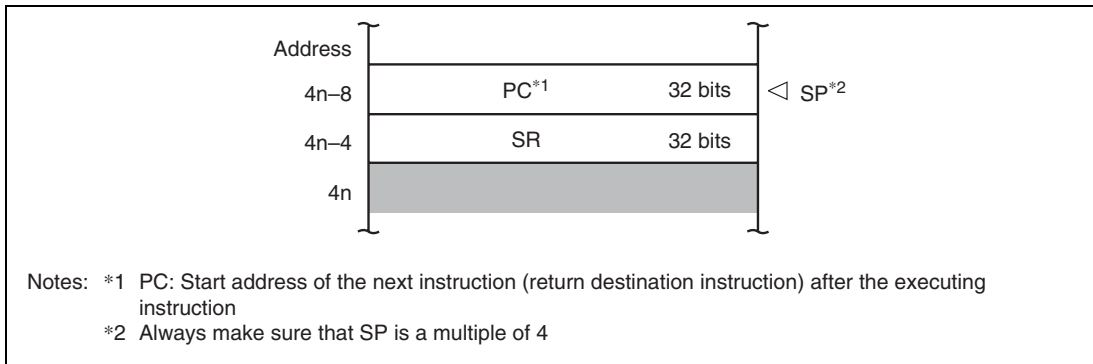 Address
4n–8 PC*1 32 bits ◁ SP*2
4n–4 SR 32 bits
4n
Notes: *1 PC: Start address of the next instruction (return destination instruction) after the executing
instruction
*2 Always make sure that SP is a multiple of 4